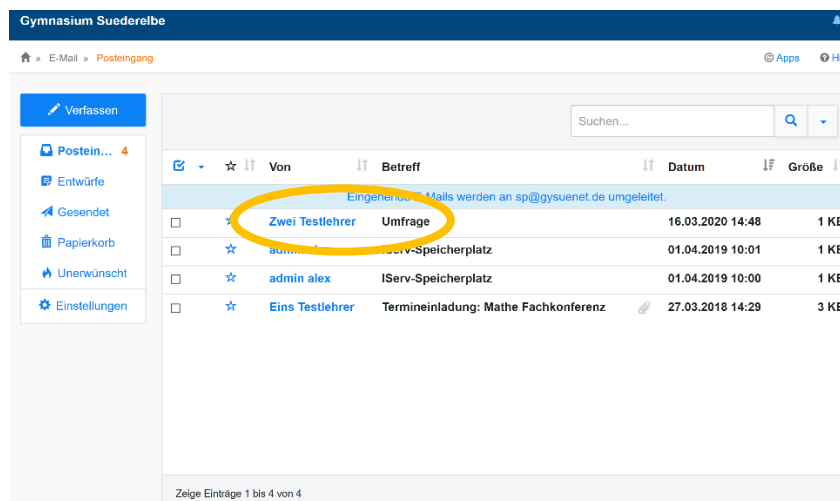 Gymnasium Suederelbe
» E-Mail » Posteingang
Apps
Verfassen
Suchen...
Postein... 4
Entwürfe
Gesendet
Papierkorb
Unerwünscht
Einstellungen
Von Betreff Datum Größe
Mails werden an sp@gysuenet.de umgeleitet.
Zwei Testlehrer Umfrage 16.03.2020 14:48 1 KB
IServ-Speicherplatz 01.04.2019 10:01 1 KB
admin alex IServ-Speicherplatz 01.04.2019 10:00 1 KB
Eins Testlehrer Termineinladung: Mathe Fachkonferenz 27.03.2018 14:29 3 KB
Zeige Einträge 1 bis 4 von 4